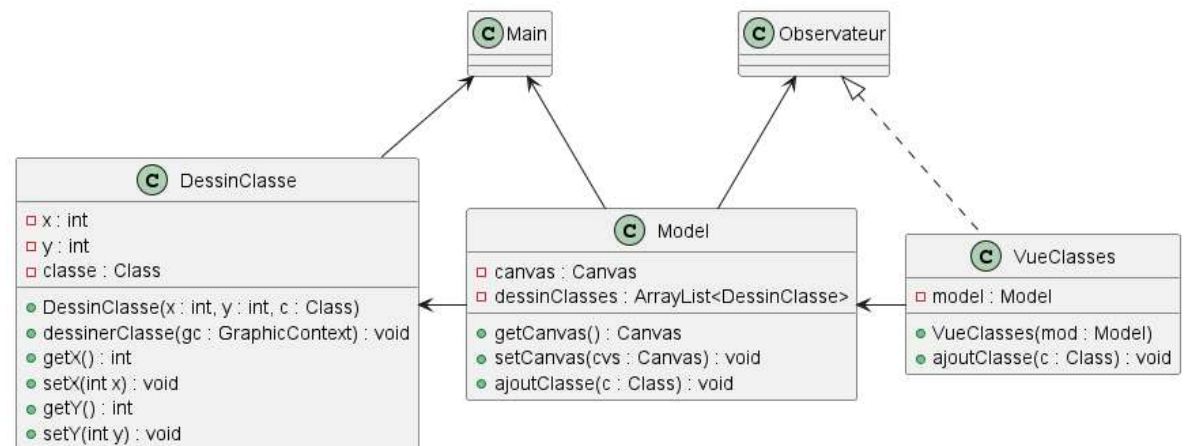 C Main
C Observateur
C DessinClasse
x : int
y : int
classe : Class
DessinClasse(x : int, y : int, c : Class)
dessinerClasse(gc : GraphicContext) : void
getX() : int
setX(int x) : void
getY() : int
setY(int y) : void
C Model
canvas : Canvas
dessinClasses : ArrayList<DessinClasse>
getCanvas() : Canvas
setCanvas(cvs : Canvas) : void
ajoutClasse(c : Class) : void
C VueClasses
model : Model
VueClasses(mod : Model)
ajoutClasse(c : Class) : void